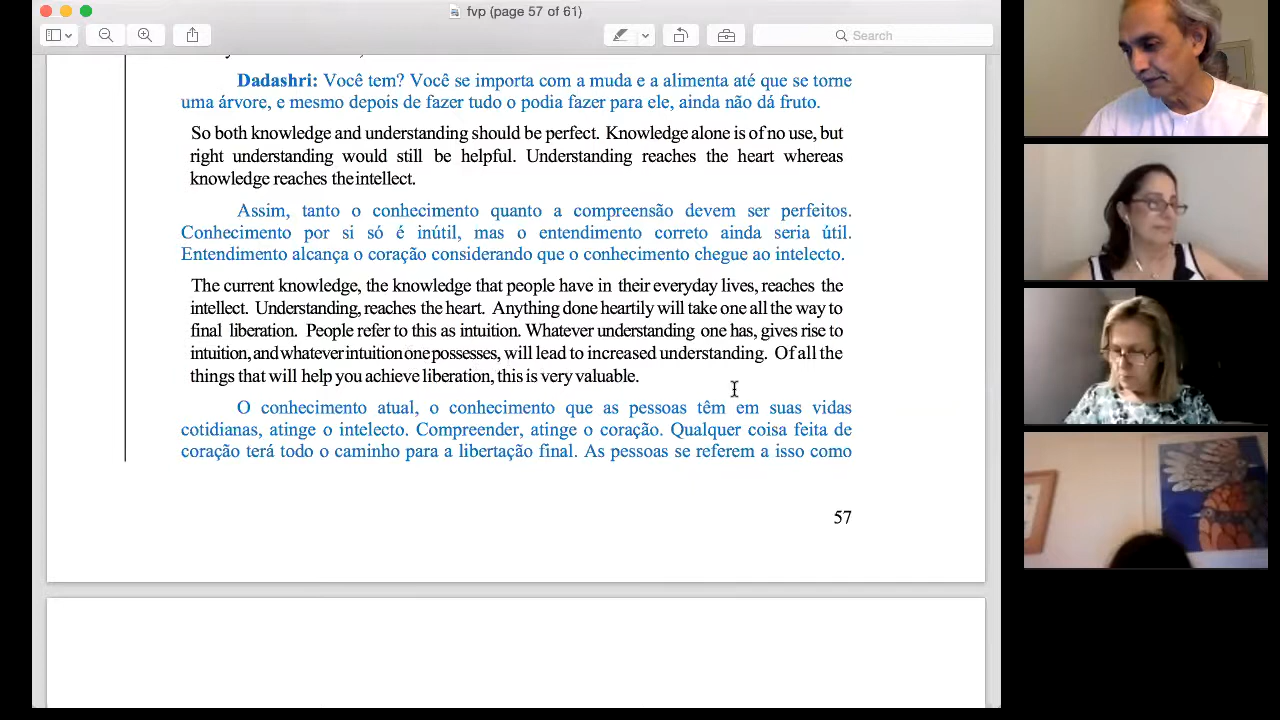 fvp (page 57 of 61)
Search
Dadashri: Você tem? Você se importa com a muda e a alimenta até que se torne
uma árvore, e mesmo depois de fazer tudo o podia fazer para ele, ainda não dá fruto.
So both knowledge and understanding should be perfect. Knowledge alone is of no use, but
right understanding would still be helpful. Understanding reaches the heart whereas
knowledge reaches the intellect.
Assim, tanto o conhecimento quanto a compreensão devem ser perfeitos.
Conhecimento por si só é inútil, mas o entendimento correto ainda seria útil.
Entendimento alcança o coração considerando que o conhecimento chegue ao intelecto.
The current knowledge, the knowledge that people have in their everyday lives, reaches the
intellect. Understanding, reaches the heart. Anything done heartily will take one all the way to
final liberation. People refer to this as intuition. Whatever understanding one has, gives rise to
intuition, and whatever intuition one possesses, will lead to increased understanding. Of all the
things that will help you achieve liberation, this is very valuable.
O conhecimento atual, o conhecimento que as pessoas têm em suas vidas
cotidianas, atinge o intelecto. Compreender, atinge o coração. Qualquer coisa feita de
coração terá todo o caminho para a libertação final. As pessoas se referem a isso como
57